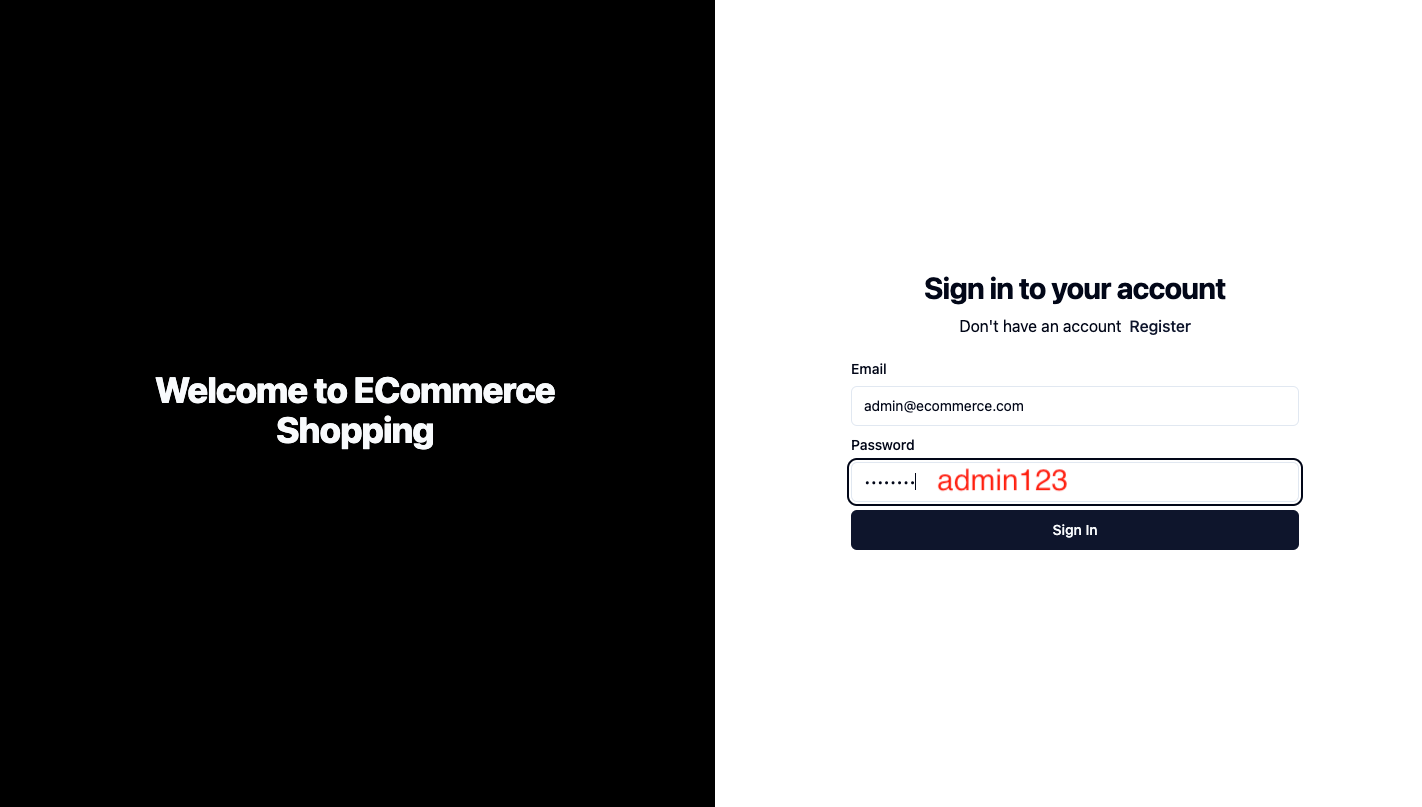 Welcome to ECommerce
Shopping
Sign in to your account
Don't have an account Register
Email
admin@ecommerce.com
Password
•••••••• admin123
Sign In